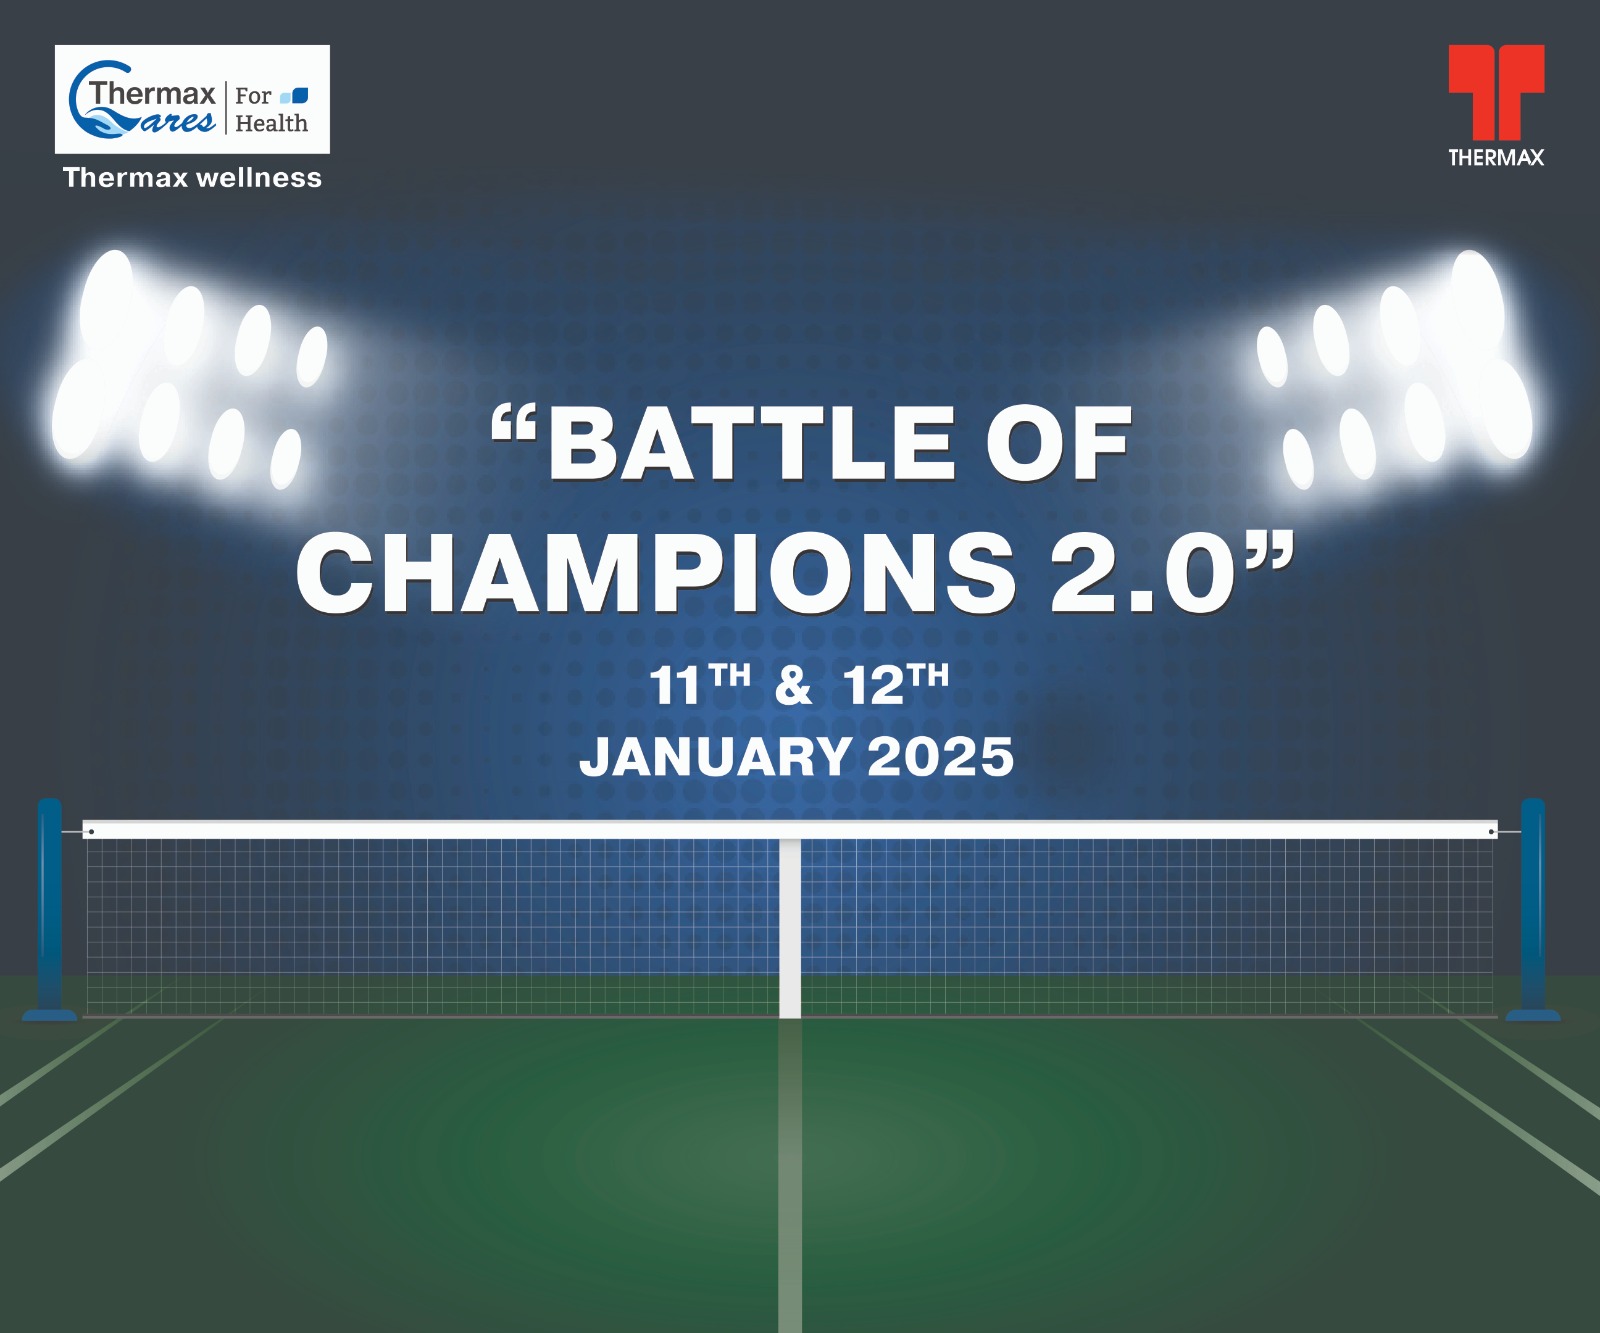 Thermax
Cares
For
Health
Thermax wellness
THERMAX
“BATTLE OF
CHAMPIONS 2.0”
11TH & 12TH
JANUARY 2025